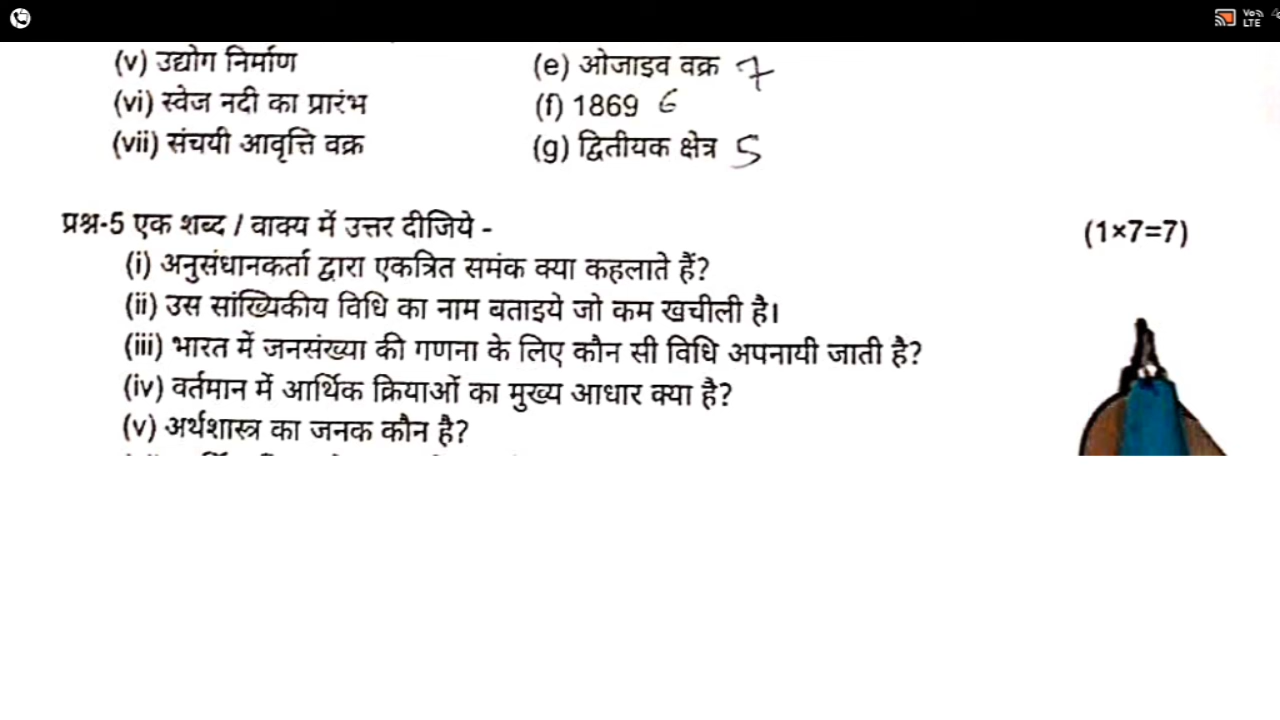 Vo
LTE
(v) उद्योग निर्माण (e) ओजाइव वक्र 7
(vi) स्वेज नदी का प्रारंभ (f) 1869 6
(vii) संचयी आवृत्ति वक्र (g) द्वितीयक क्षेत्र 5
प्रश्न-5 एक शब्द / वाक्य में उत्तर दीजिये - (1×7=7)
(i) अनुसंधानकर्ता द्वारा एकत्रित समंक क्या कहलाते हैं?
(ii) उस सांख्यिकीय विधि का नाम बताइये जो कम खचीली है।
(iii) भारत में जनसंख्या की गणना के लिए कौन सी विधि अपनायी जाती है?
(iv) वर्तमान में आर्थिक क्रियाओं का मुख्य आधार क्या है?
(v) अर्थशास्त्र का जनक कौन है?